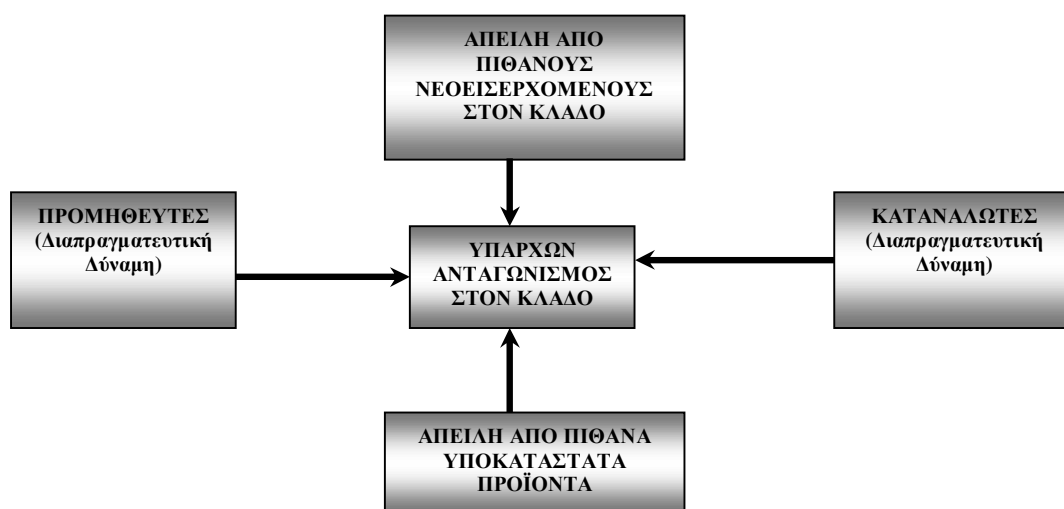 ΑΠΕΙΛΗ ΑΠΟ
ΠΙΘΑΝΟΥΣ
ΝΕΟΕΙΣΕΡΧΟΜΕΝΟΥΣ
ΣΤΟΝ ΚΛΑΔΟ
ΠΡΟΜΗΘΕΥΤΕΣ
(Διαπραγματευτική
Δύναμη)
ΥΠΑΡΧΩΝ
ΑΝΤΑΓΩΝΙΣΜΟΣ
ΣΤΟΝ ΚΛΑΔΟ
ΚΑΤΑΝΑΛΩΤΕΣ
(Διαπραγματευτική
Δύναμη)
ΑΠΕΙΛΗ ΑΠΟ ΠΙΘΑΝΑ
ΥΠΟΚΑΤΑΣΤΑΤΑ
ΠΡΟΪΟΝΤΑ